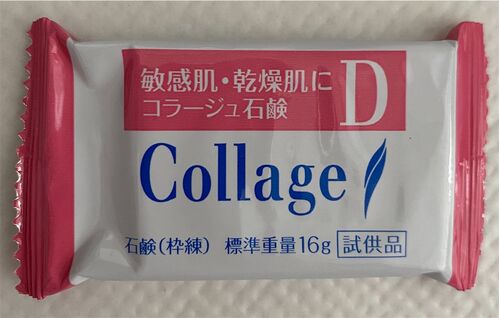 敏感肌・乾燥肌に
コラージュ石鹸
D
Collage
石鹸(枠練) 標準重量16g 試供品